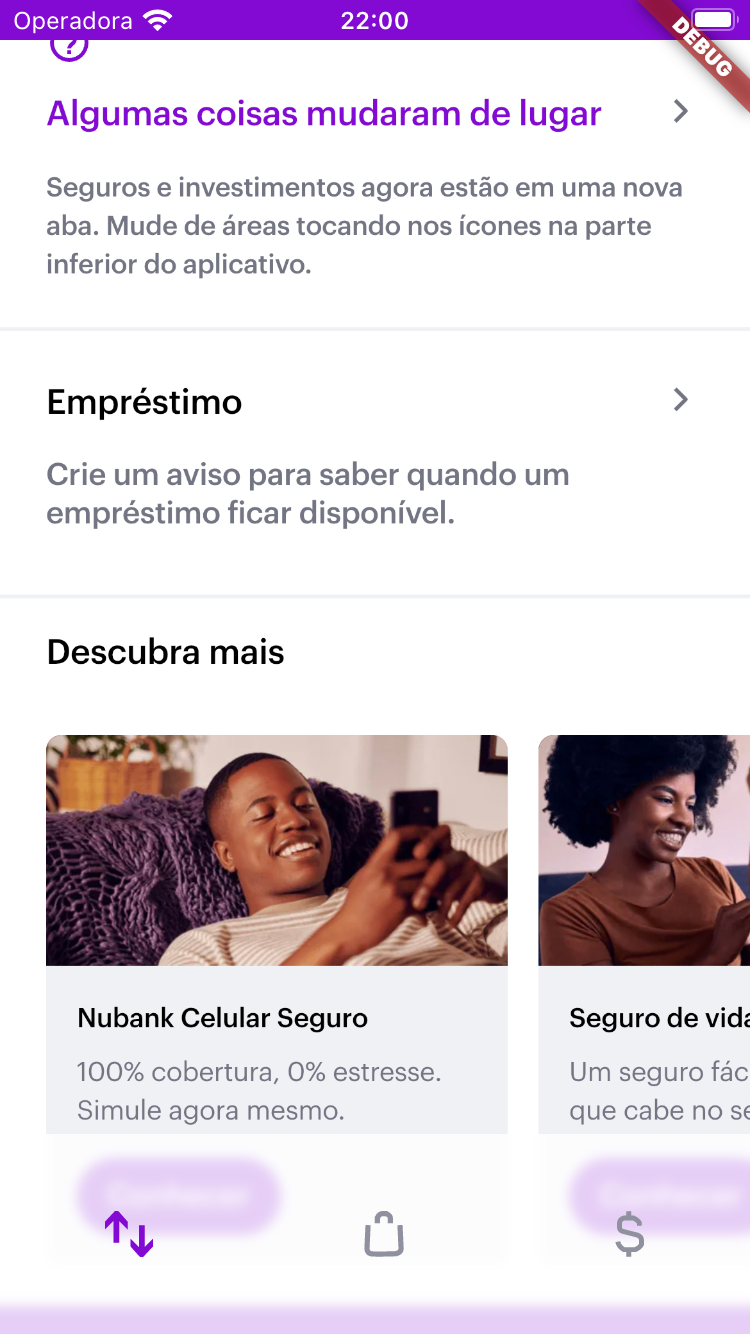 Operadora
22:00
DEBUG
Algumas coisas mudaram de lugar
Seguros e investimentos agora estão em uma nova
aba. Mude de áreas tocando nos ícones na parte
inferior do aplicativo.
Empréstimo
Crie um aviso para saber quando um
empréstimo ficar disponível.
Descubra mais
Nubank Celular Seguro
100% cobertura, 0% estresse.
Simule agora mesmo.
Seguro de vida
Um seguro fác
que cabe no se